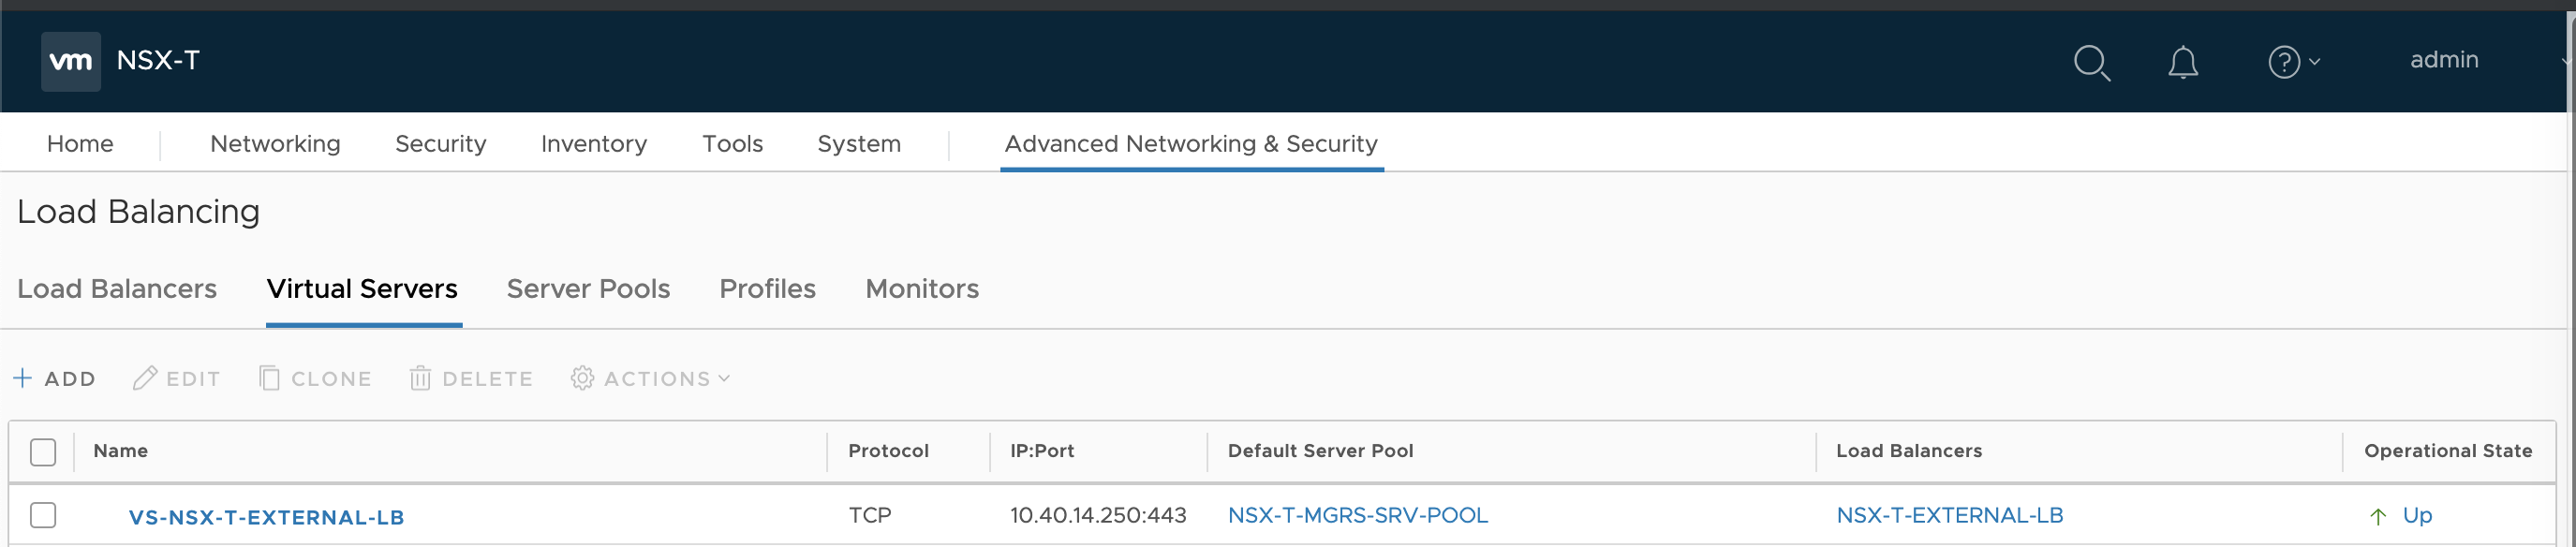 vm NSX-T admin
Home Networking Security Inventory Tools System Advanced Networking & Security
Load Balancing
Load Balancers Virtual Servers Server Pools Profiles Monitors
+ ADD EDIT CLONE DELETE ACTIONS
Name Protocol IP:Port Default Server Pool Load Balancers Operational State
VS-NSX-T-EXTERNAL-LB TCP 10.40.14.250:443 NSX-T-MGRS-SRV-POOL NSX-T-EXTERNAL-LB Up